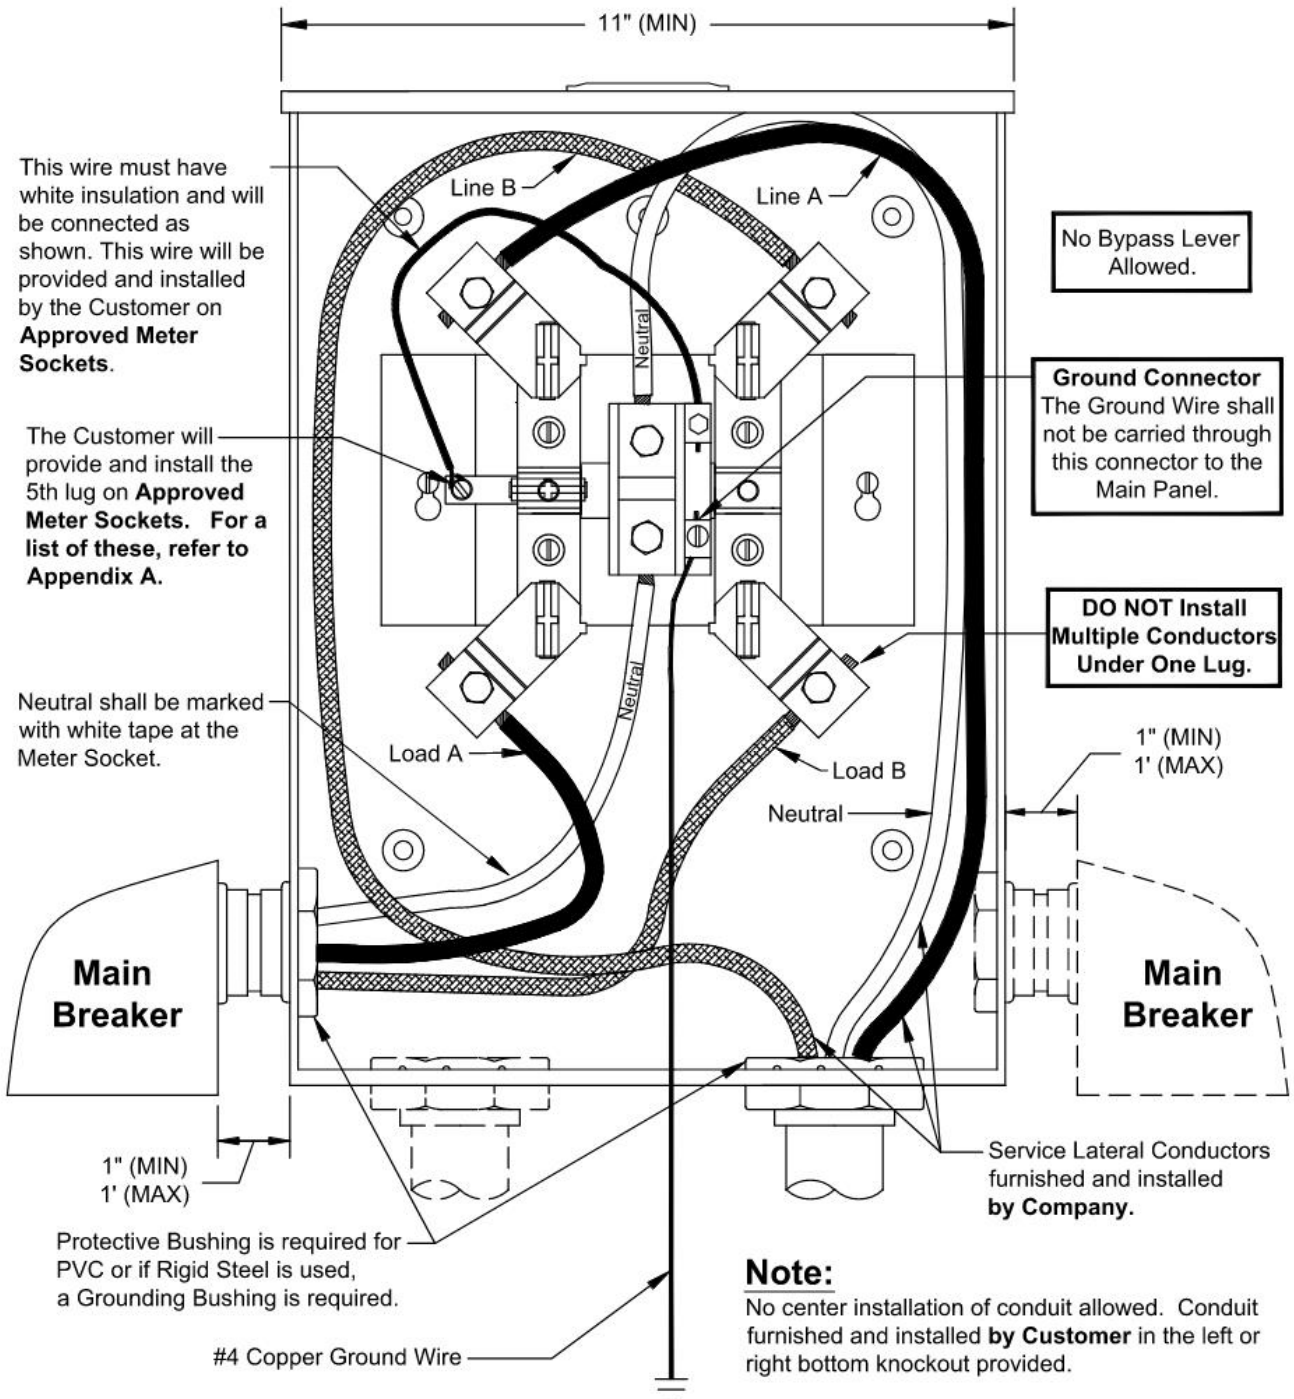 11" (MIN)
This wire must have
white insulation and will
be connected as
shown. This wire will be
provided and installed
by the Customer on
Approved Meter
Sockets.
Line B
Line A
No Bypass Lever
Allowed.
Neutral
Ground Connector
The Ground Wire shall
not be carried through
this connector to the
Main Panel.
The Customer will
provide and install the
5th lug on Approved
Meter Sockets. For a
list of these, refer to
Appendix A.
DO NOT Install
Multiple Conductors
Under One Lug.
Neutral
Neutral shall be marked
with white tape at the
Meter Socket.
Load A
Load B
1" (MIN)
1' (MAX)
Neutral
Main
Breaker
Main
Breaker
1" (MIN)
1' (MAX)
Service Lateral Conductors
furnished and installed
by Company.
Protective Bushing is required for
PVC or if Rigid Steel is used,
a Grounding Bushing is required.
#4 Copper Ground Wire
Note:
No center installation of conduit allowed. Conduit
furnished and installed by Customer in the left or
right bottom knockout provided.